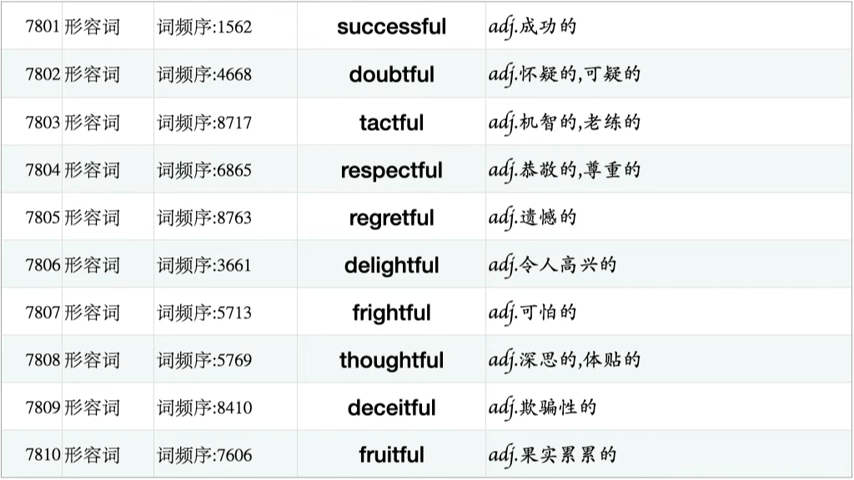 7801 形容词 词频序:1562 successful adj.成功的
7802 形容词 词频序:4668 doubtful adj.怀疑的,可疑的
7803 形容词 词频序:8717 tactful adj.机智的,老练的
7804 形容词 词频序:6865 respectful adj.恭敬的,尊重的
7805 形容词 词频序:8763 regretful adj.遗憾的
7806 形容词 词频序:3661 delightful adj.令人高兴的
7807 形容词 词频序:5713 frightful adj.可怕的
7808 形容词 词频序:5769 thoughtful adj.深思的,体贴的
7809 形容词 词频序:8410 deceitful adj.欺骗性的
7810 形容词 词频序:7606 fruitful adj.果实累累的